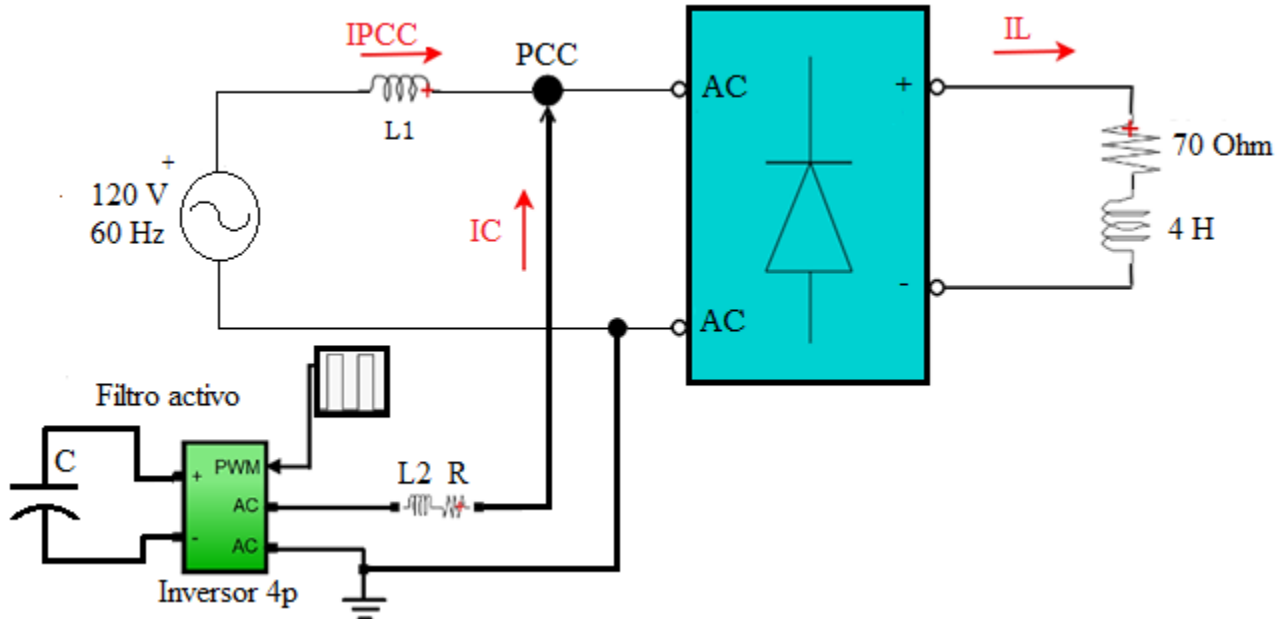 IPCC
PCC
IL
L1
AC
+
+
70 Ohm
120 V
60 Hz
IC
4 H
-
AC
Filtro activo
C
+
PWM
L2 R
AC
-
AC
Inversor 4p